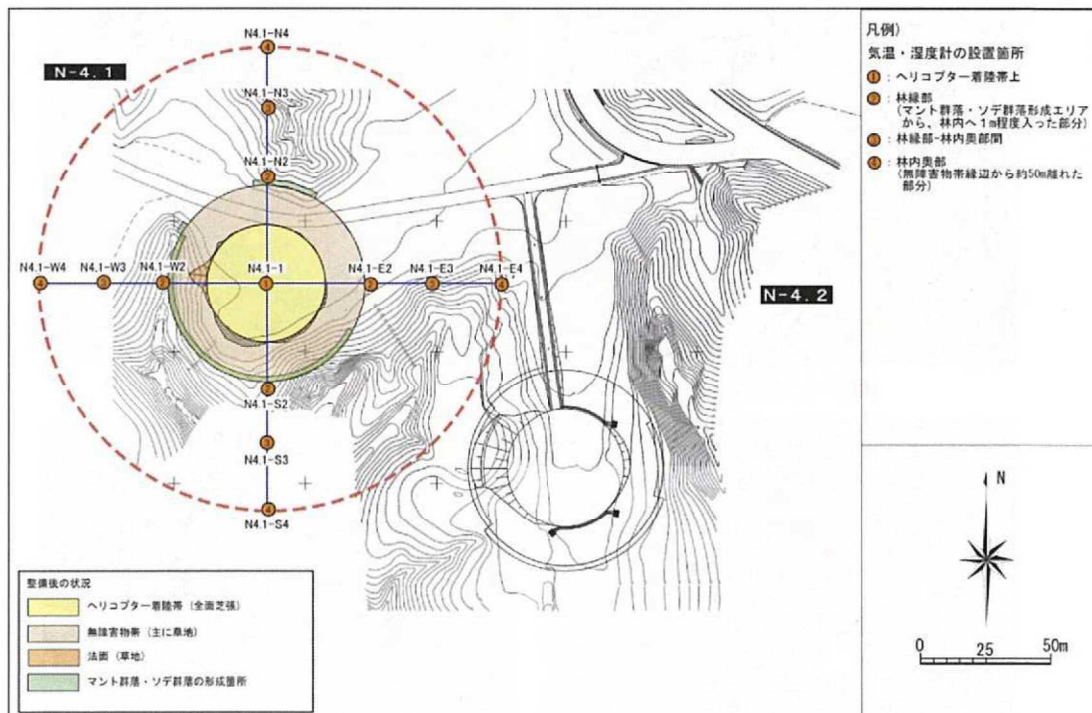 N4.1-N4
N-4.1
N4.1-N3
N4.1-N2
N4.1-W4
N4.1-W3
N4.1-W2
N4.1-1
N4.1-E2
N4.1-E3
N4.1-E4
N-4.2
N4.1-S2
N4.1-S3
N4.1-S4
凡例)
気温・湿度計の設置箇所
① : ヘリコプター着陸帯上
② : 林縁部
(マント群落・ソデ群落形成エリア
から、林内へ1m程度入った部分)
③ : 林縁部-林内奥部間
④ : 林内奥部
(無障害物帯縁辺から約50m離れた
部分)
N
0 25 50m
整備後の状況
ヘリコプター着陸帯 (全面芝張)
無障害物帯 (主に草地)
法面 (草地)
マント群落・ソデ群落の形成箇所